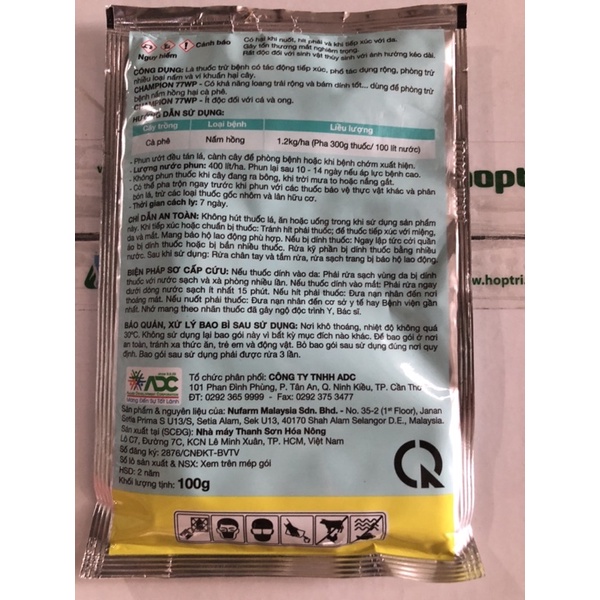 Cảnh báo
Nguy hiểm
Có hại khi nuốt, hít phải và khi tiếp xúc với da.
Gây tổn thương mắt nghiêm trọng.
Rất độc đối với sinh vật thủy sinh với ảnh hưởng kéo dài.
CÔNG DỤNG: Là thuốc trừ bệnh có tác động tiếp xúc, phổ tác dụng rộng, phòng trừ
nhiều loại nấm và vi khuẩn hại cây.
CHAMPION 77WP - Có khả năng loang trải rộng và bám dính tốt... dùng để phòng trừ
bệnh nấm hồng hại cà phê.
CHAMPION 77WP - Ít độc đối với cá và ong.
HƯỚNG DẪN SỬ DỤNG:
Cây trồng Loại bệnh Liều lượng
Cà phê Nấm hồng 1.2kg/ha (Pha 300g thuốc/ 100 lít nước)
- Phun ướt đều tán lá, cành cây để phòng bệnh hoặc khi bệnh chớm xuất hiện.
- Lượng nước phun: 400 lít/ha. Phun lại sau 10 - 14 ngày nếu áp lực bệnh cao.
- Không phun thuốc khi cây đang ra bông, khi trời mưa to hoặc nắng gắt.
- Có thể pha trộn ngay trước khi phun với các thuốc bảo vệ thực vật khác và phân
bón lá, trừ các loại thuốc gốc nhôm và lân hữu cơ.
- Thời gian cách ly: 7 ngày.
CHỈ DẪN AN TOÀN: Không hút thuốc lá, ăn hoặc uống trong khi sử dụng sản phẩm
này. Khi tiếp xúc hoặc chuẩn bị thuốc: Tránh hít phải thuốc; để thuốc tiếp xúc với miệng,
da và mắt. Mang bảo hộ lao động phù hợp. Nếu bị dính thuốc: Ngay lập tức cởi quần
áo bị dính thuốc hoặc bị bắn nhiều thuốc. Rửa kỹ phần bị dính thuốc bằng nhiều
nước. Sau khi sử dụng: Rửa chân tay và tắm rửa, rửa sạch trang bị bảo hộ lao động.
BIỆN PHÁP SƠ CẤP CỨU: Nếu thuốc dính vào da: Phải rửa sạch vùng da bị dính
thuốc với nước sạch và xà phòng nhiều lần. Nếu thuốc dính vào mắt: Phải rửa ngay
dưới dòng nước sạch ít nhất 15 phút. Nếu hít phải thuốc: Đưa nạn nhân đến nơi
thoáng mát. Nếu nuốt phải thuốc: Đưa nạn nhân đến cơ sở y tế hay Bệnh viện gần
nhất. Nhớ mang theo nhãn thuốc đã gây ngộ độc trình Y, Bác sĩ.
BẢO QUẢN, XỬ LÝ BAO BÌ SAU SỬ DỤNG: Nơi khô thoáng, nhiệt độ không quá
30°C. Không sử dụng lại bao gói này vì bất kỳ mục đích nào khác. Để bao gói ở nơi
an toàn, tránh xa thức ăn, trẻ em và động vật. Bỏ bao gói sau sử dụng đúng nơi quy
định. Bao gói sau sử dụng phải được rửa 3 lần.
ADC
Hướng Đến Sự Tốt Lành
Tổ chức phân phối: CÔNG TY TNHH ADC
101 Phan Đình Phùng, P. Tân An, Q. Ninh Kiều, TP. Cần Thơ
ĐT: 0292 365 9999 - Fax: 0292 375 3477
Sản phẩm & nguyên liệu của: Nufarm Malaysia Sdn. Bhd. - No. 35-2 (1st Floor), Janan
Setia Prima S U13/S, Setia Alam, Sek U13, 40170 Shah Alam Selangor D.E., Malaysia.
Sản xuất tại (SCĐG): Nhà máy Thanh Sơn Hóa Nông
Lô C7, Đường 7C, KCN Lê Minh Xuân, TP. HCM, Việt Nam
Số đăng ký: 2876/CNĐKT-BVTV
Số lô sản xuất & NSX: Xem trên mép gói
HSD: 2 năm
Khối lượng tịnh: 100g
hoptr
www.hoptri.